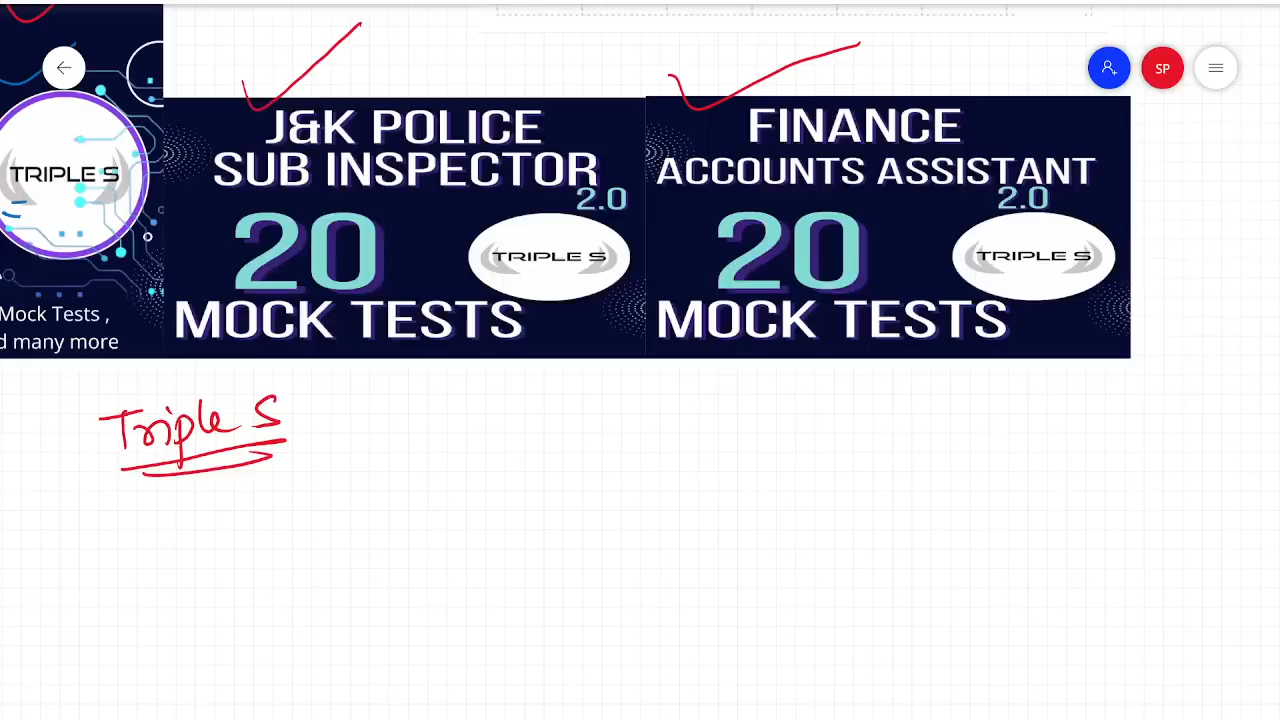 SP
J&K POLICE
SUB INSPECTOR
2.0
20
TRIPLE S
MOCK TESTS
FINANCE
ACCOUNTS ASSISTANT
2.0
20
TRIPLE S
MOCK TESTS
TRIPLE S
Mock Tests ,
d many more
Triple S